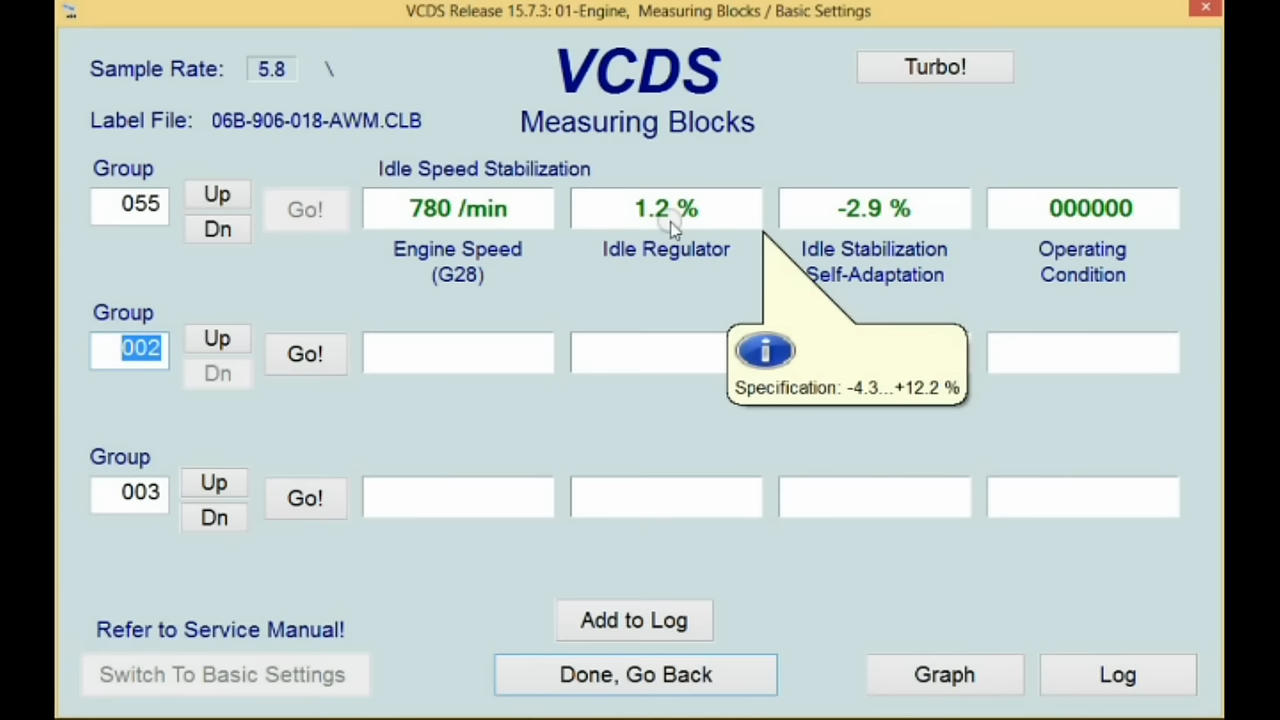 VCDS Release 15.7.3: 01-Engine, Measuring Blocks / Basic Settings
Sample Rate: 5.8 \
VCDS
Turbo!
Label File: 06B-906-018-AWM.CLB
Measuring Blocks
Group
Idle Speed Stabilization
055 Up Dn Go! 780 /min 1.2 % -2.9 % 000000
Engine Speed (G28)
Idle Regulator
Idle Stabilization Self-Adaptation
Operating Condition
Group
002 Up Dn Go!
Specification: -4.3...+12.2 %
Group
003 Up Dn Go!
Refer to Service Manual!
Add to Log
Switch To Basic Settings
Done, Go Back
Graph
Log